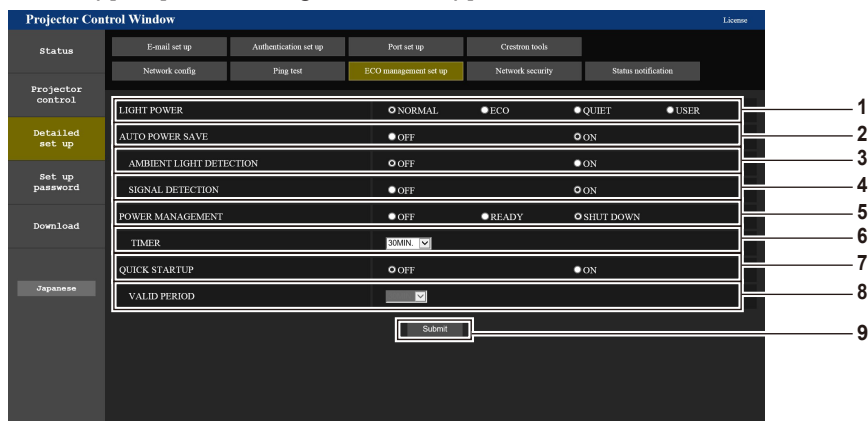 Projector Control Window
License
Status
E-mail set up
Authentication set up
Port set up
Crestron tools
Network config
Ping test
ECO management set up
Network security
Status notification
Projector
control
Detailed
set up
Set up
password
Download
Japanese
LIGHT POWER NORMAL ECO QUIET USER 1
AUTO POWER SAVE OFF ON 2
AMBIENT LIGHT DETECTION OFF ON 3
SIGNAL DETECTION OFF ON 4
POWER MANAGEMENT OFF READY SHUT DOWN 5
TIMER 30MIN. 6
QUICK STARTUP OFF ON 7
VALID PERIOD 8
Submit 9